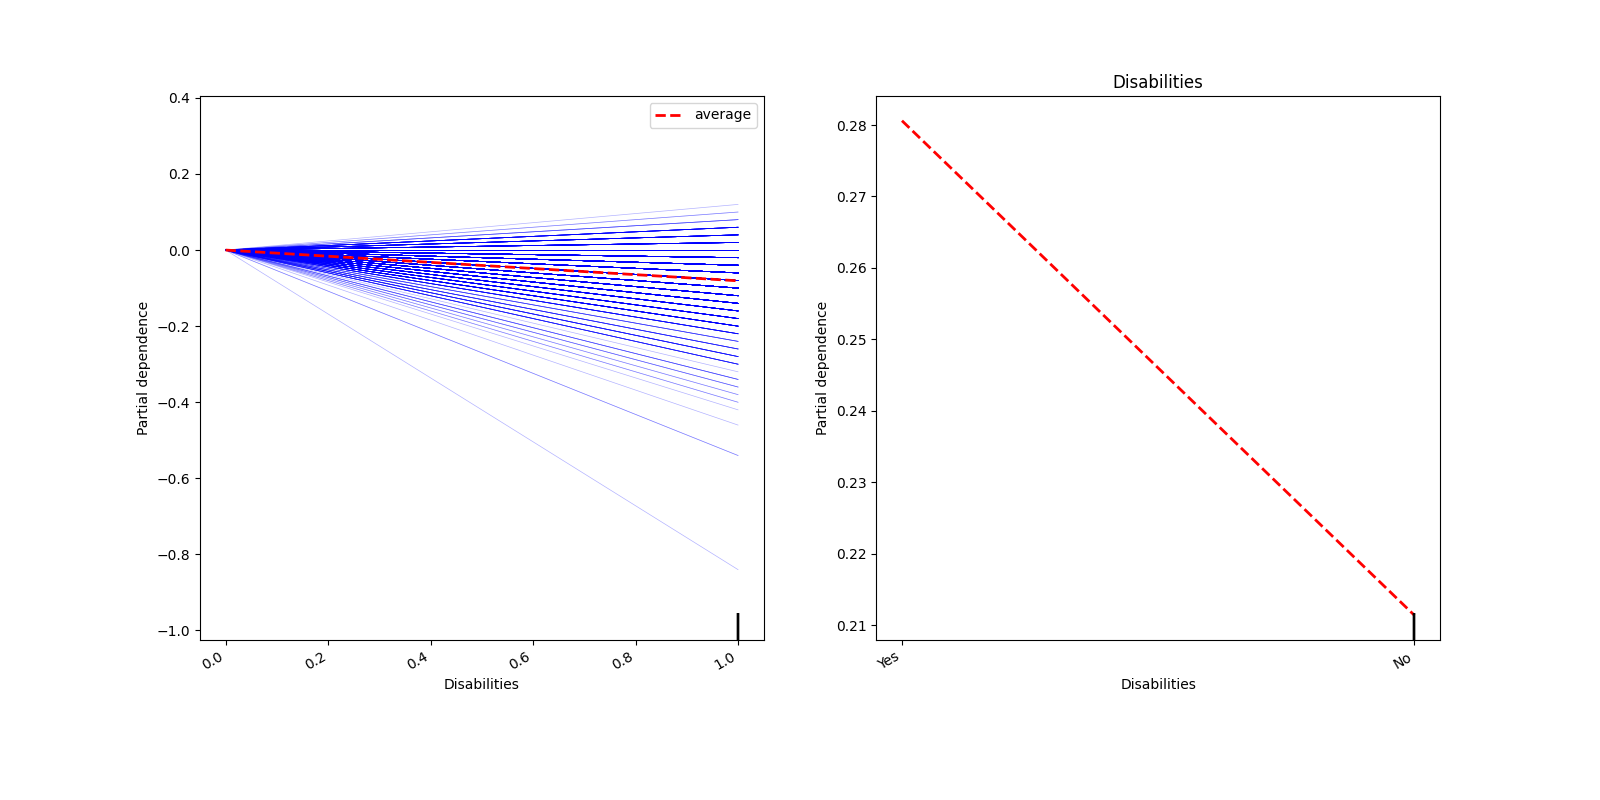 Disabilities
average
0.4
0.2
0.0
−0.2
−0.4
−0.6
−0.8
−1.0
Partial dependence
0.0 0.2 0.4 0.6 0.8 1.0
Disabilities
0.28
0.27
0.26
0.25
0.24
0.23
0.22
0.21
Partial dependence
Yes No
Disabilities